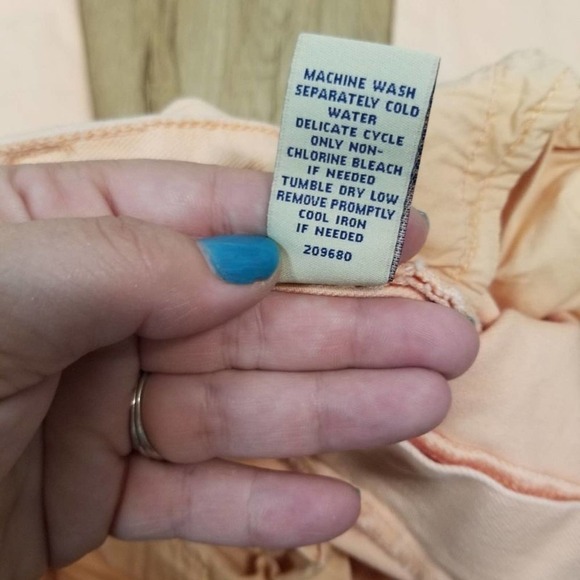 MACHINE WASH
SEPARATELY COLD
WATER
DELICATE CYCLE
ONLY NON-
CHLORINE BLEACH
IF NEEDED
TUMBLE DRY LOW
REMOVE PROMPTLY
COOL IRON
IF NEEDED
209680